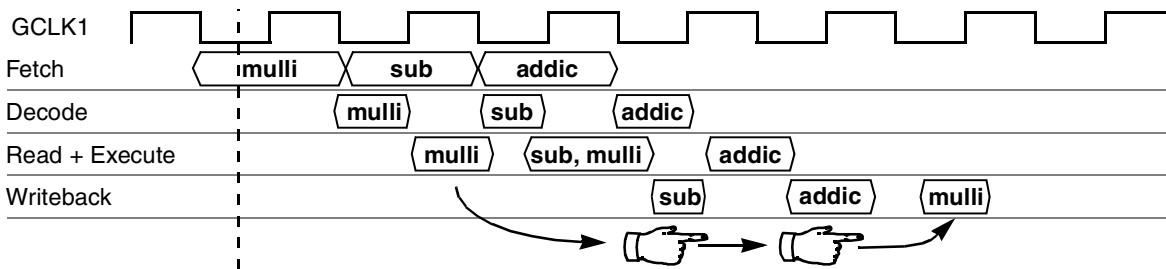 GCLK1
Fetch mulli sub addic
Decode mulli sub addic
Read + Execute mulli sub, mulli addic
Writeback sub addic mulli